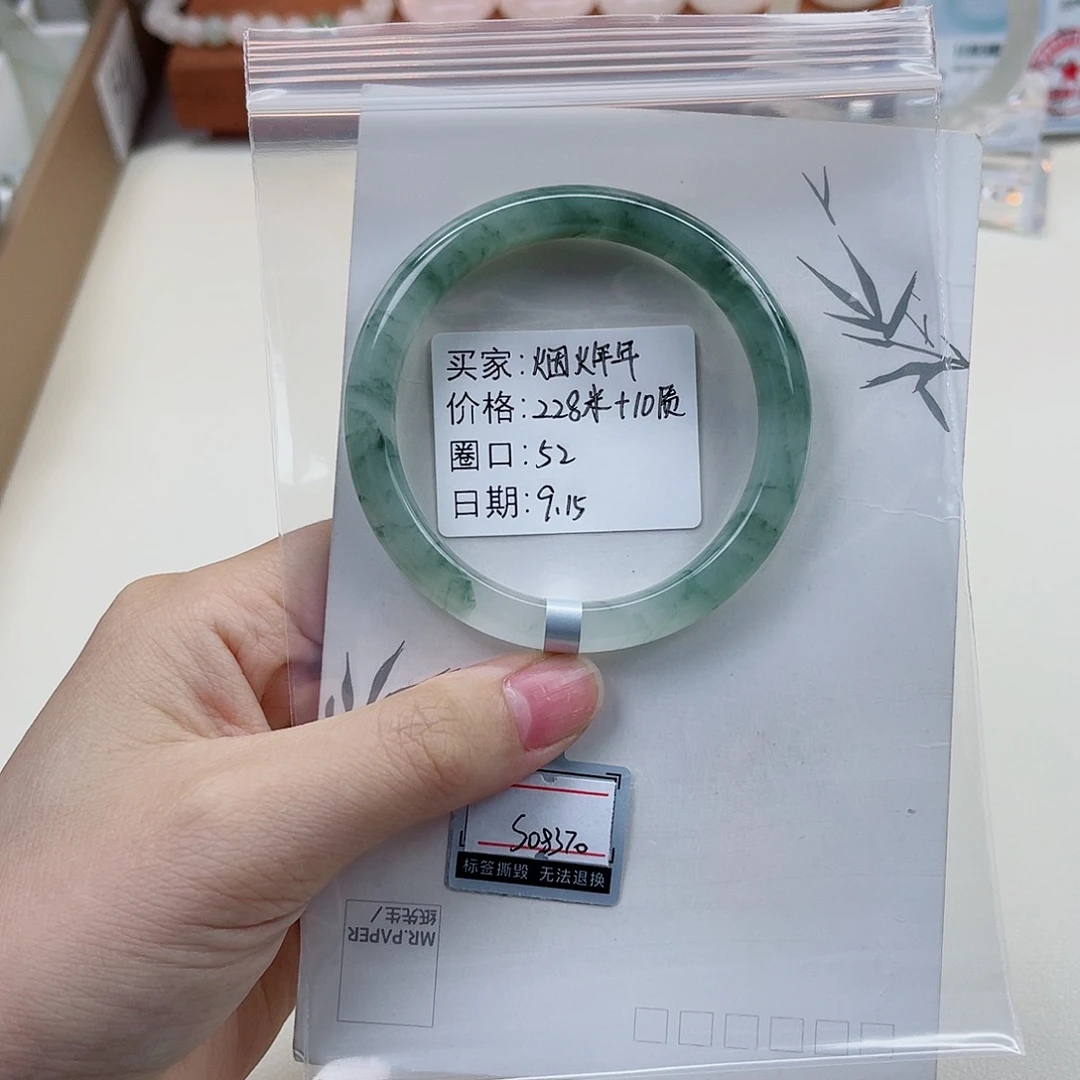 买家:烟火年年
价格:228米+10质
圈口:52
日期:9.15
S08370
标签撕毁 无法退换
纸先生/
MR.PAPER